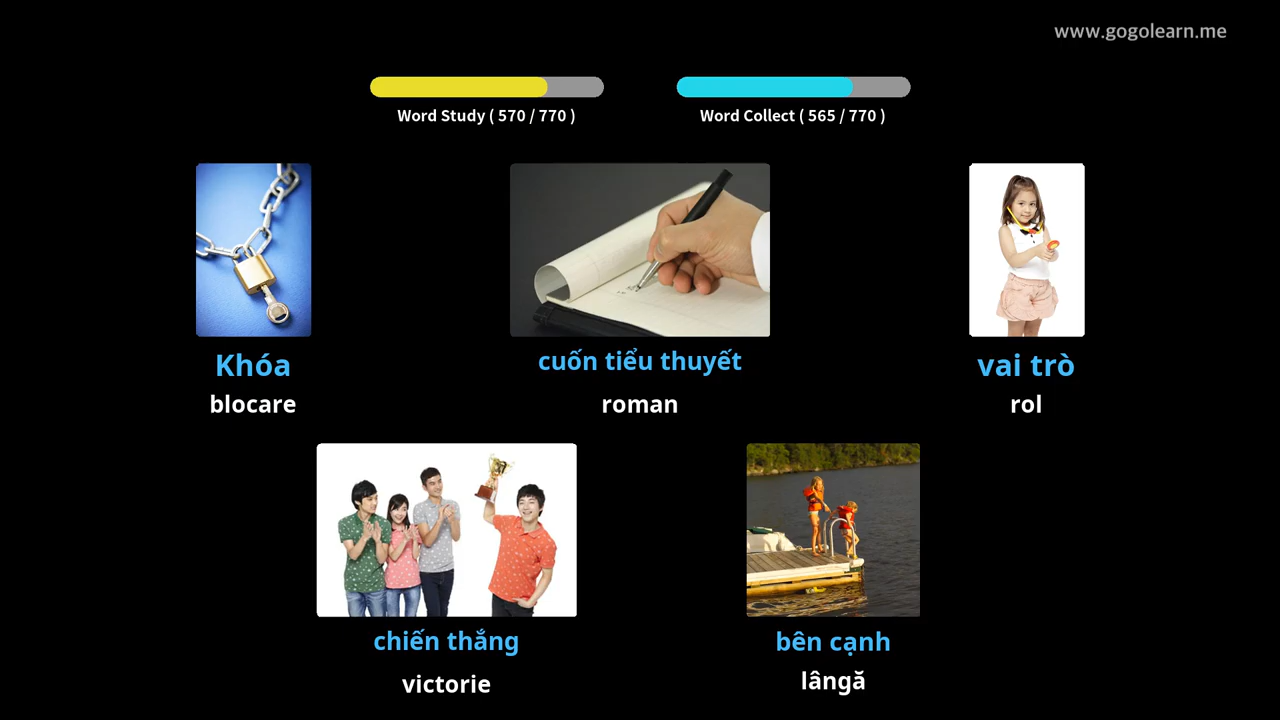 www.gogolearn.me
Word Study ( 570 / 770 )
Word Collect ( 565 / 770 )
Khóa
blocare
cuốn tiểu thuyết
roman
vai trò
rol
chiến thắng
victorie
bên cạnh
lângă